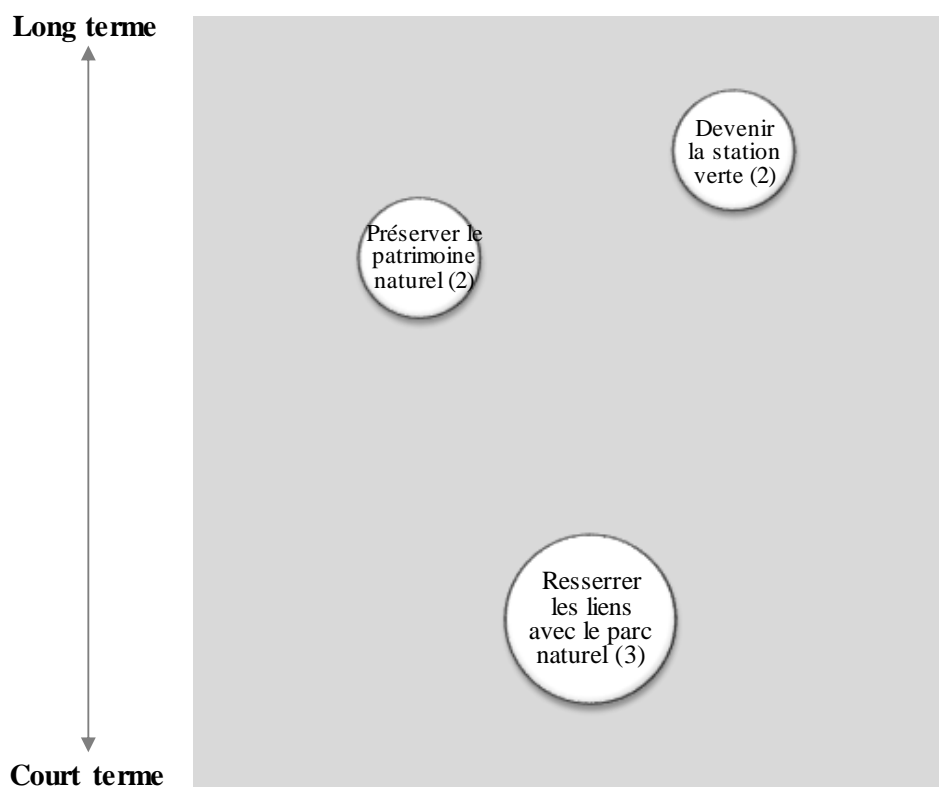 Long terme
Devenir
la station
verte (2)
Préserver le
patrimoine
naturel (2)
Resserrer
les liens
avec le parc
naturel (3)
Court terme